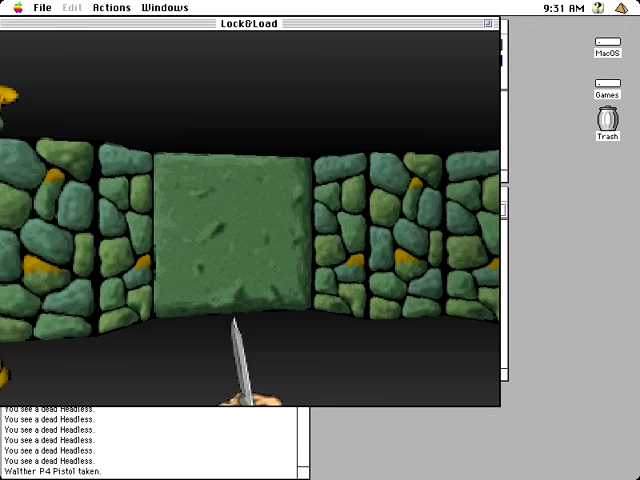 File Edit Actions Windows 9:31 AM
Lock&Load
MacOS
Games
Trash
You see a dead Headless.
You see a dead Headless.
You see a dead Headless.
You see a dead Headless.
You see a dead Headless.
You see a dead Headless.
Walther P4 Pistol taken.